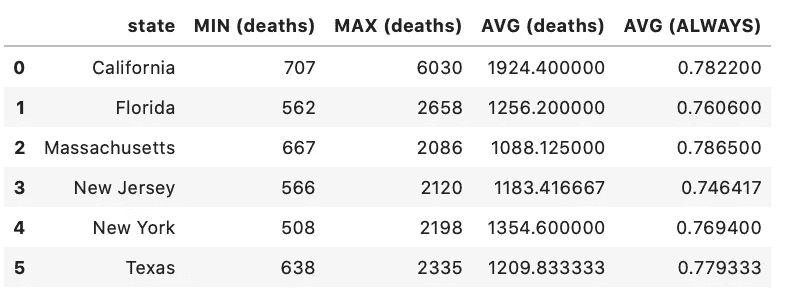 state MIN (deaths) MAX (deaths) AVG (deaths) AVG (ALWAYS)
0 California 707 6030 1924.400000 0.782200
1 Florida 562 2658 1256.200000 0.760600
2 Massachusetts 667 2086 1088.125000 0.786500
3 New Jersey 566 2120 1183.416667 0.746417
4 New York 508 2198 1354.600000 0.769400
5 Texas 638 2335 1209.833333 0.779333